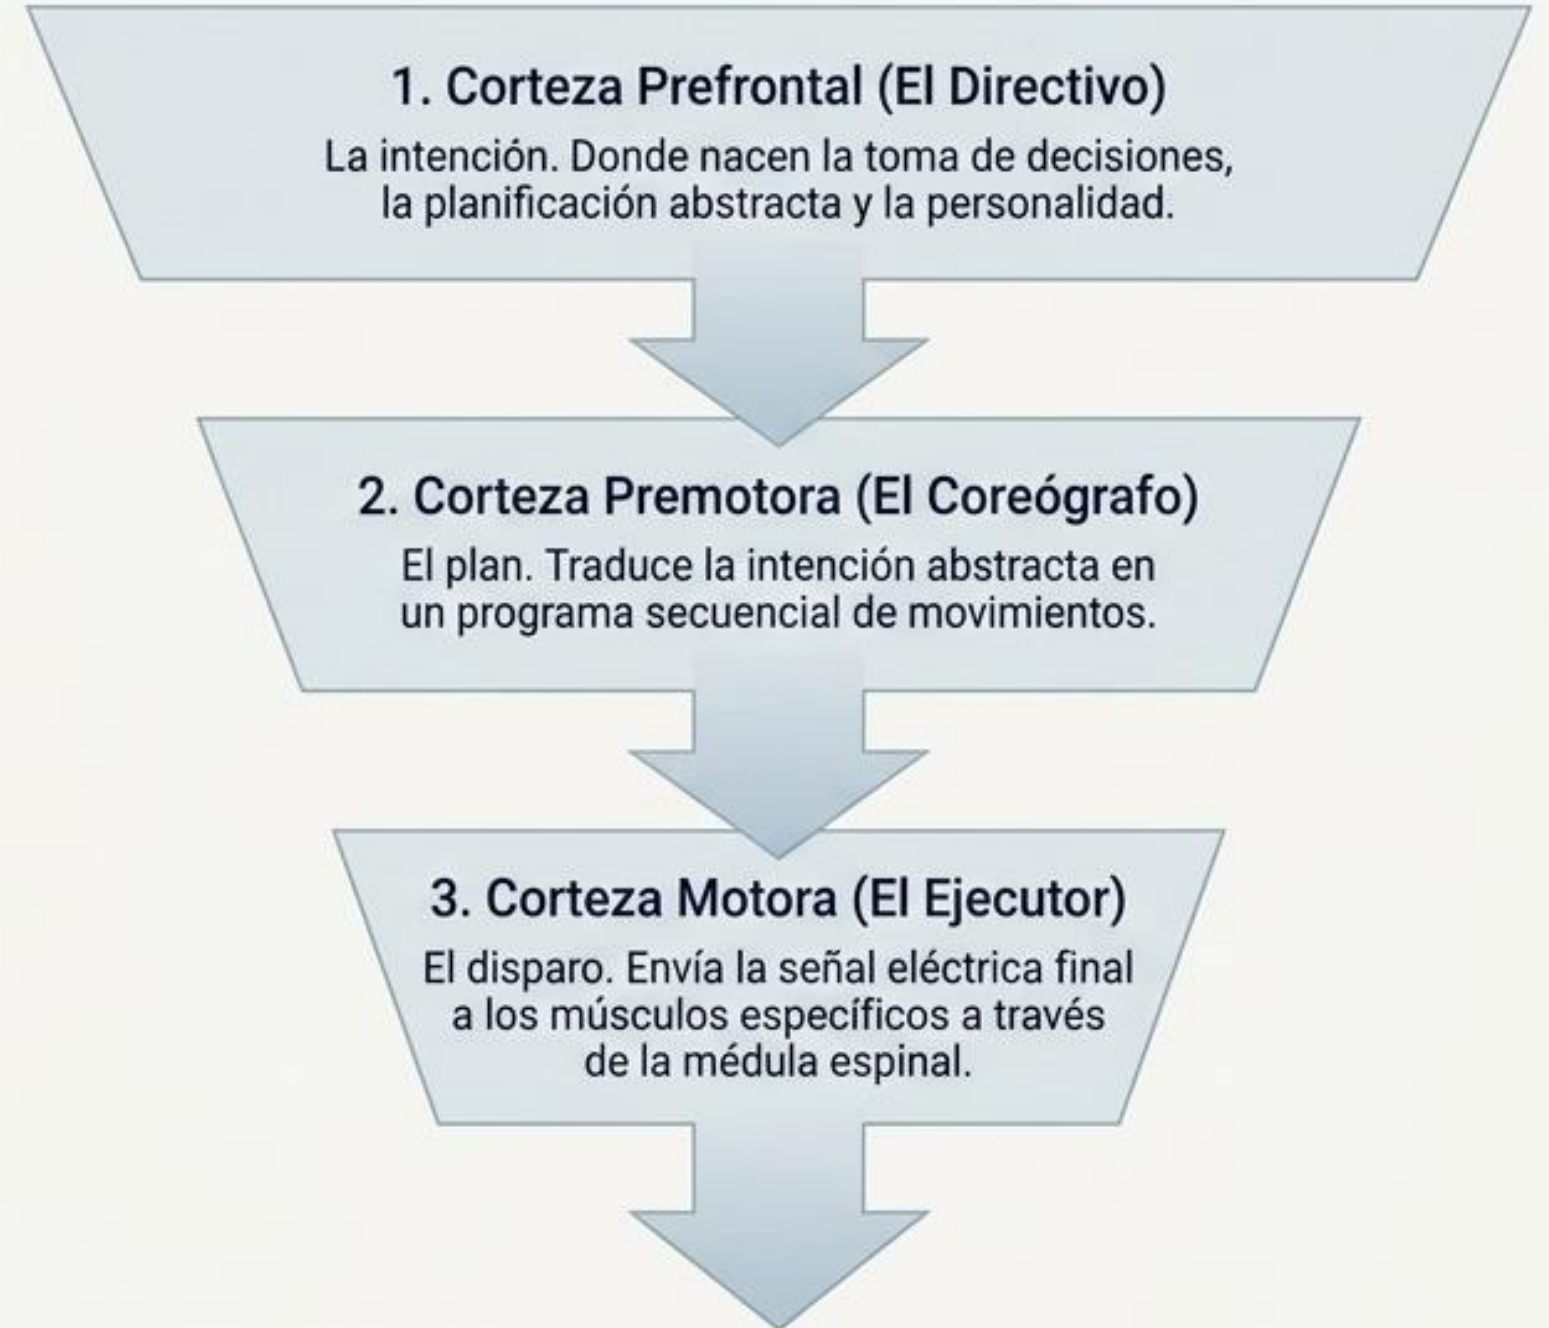 1. Corteza Prefrontal (El Directivo)
La intención. Donde nacen la toma de decisiones,
la planificación abstracta y la personalidad.
2. Corteza Premotora (El Coreógrafo)
El plan. Traduce la intención abstracta en
un programa secuencial de movimientos.
3. Corteza Motora (El Ejecutor)
El disparo. Envía la señal eléctrica final
a los músculos específicos a través
de la médula espinal.